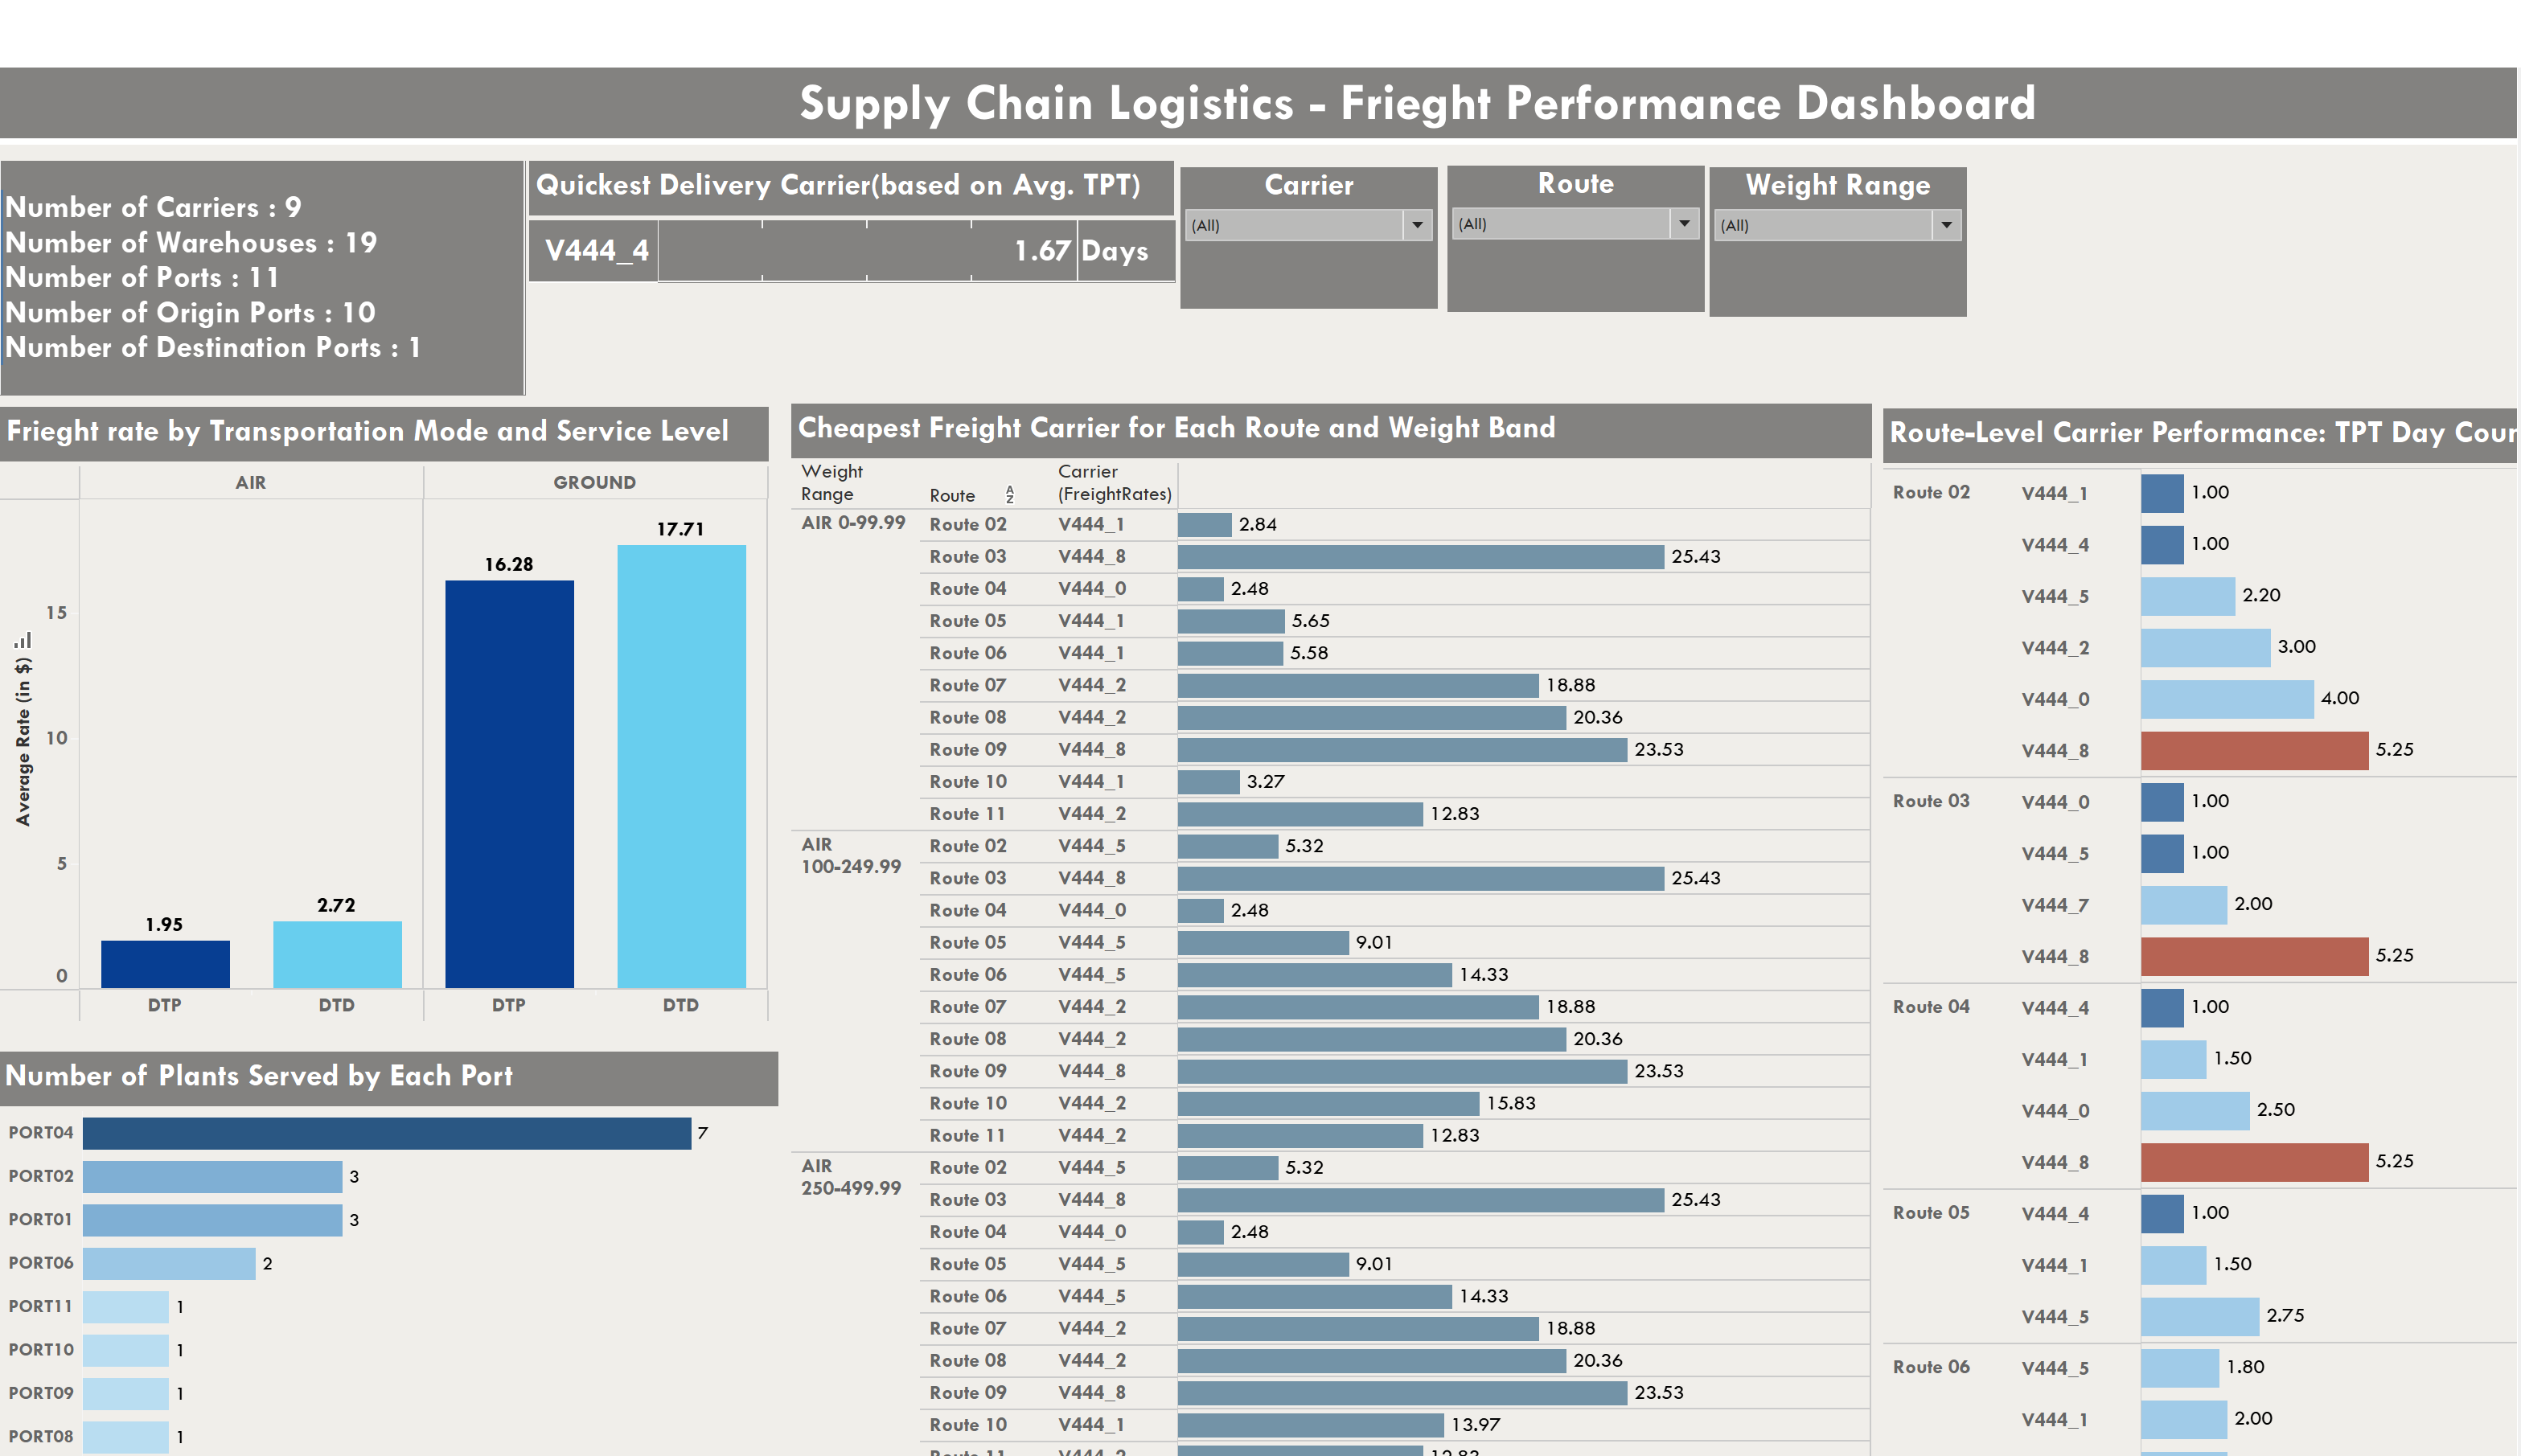 Supply Chain Logistics - Frieght Performance Dashboard
Number of Carriers : 9
Number of Warehouses : 19
Number of Ports : 11
Number of Origin Ports : 10
Number of Destination Ports : 1
Quickest Delivery Carrier(based on Avg. TPT)
V444_4 1.67 Days
Carrier
(All)
Route
(All)
Weight Range
(All)
Frieght rate by Transportation Mode and Service Level
AIR GROUND
Average Rate (in $)
15
10
5
0
1.95
2.72
16.28
17.71
DTP DTD DTP DTD
Number of Plants Served by Each Port
PORT04 7
PORT02 3
PORT01 3
PORT06 2
PORT11 1
PORT10 1
PORT09 1
PORT08 1
Cheapest Freight Carrier for Each Route and Weight Band
Weight
Range
Route
Carrier
(FreightRates)
AIR 0-99.99 Route 02 V444_1 2.84
Route 03 V444_8 25.43
Route 04 V444_0 2.48
Route 05 V444_1 5.65
Route 06 V444_1 5.58
Route 07 V444_2 18.88
Route 08 V444_2 20.36
Route 09 V444_8 23.53
Route 10 V444_1 3.27
Route 11 V444_2 12.83
AIR
100-249.99
Route 02 V444_5 5.32
Route 03 V444_8 25.43
Route 04 V444_0 2.48
Route 05 V444_5 9.01
Route 06 V444_5 14.33
Route 07 V444_2 18.88
Route 08 V444_2 20.36
Route 09 V444_8 23.53
Route 10 V444_2 15.83
Route 11 V444_2 12.83
AIR
250-499.99
Route 02 V444_5 5.32
Route 03 V444_8 25.43
Route 04 V444_0 2.48
Route 05 V444_5 9.01
Route 06 V444_5 14.33
Route 07 V444_2 18.88
Route 08 V444_2 20.36
Route 09 V444_8 23.53
Route 10 V444_1 13.97
Route-Level Carrier Performance: TPT Day
Route 02 V444_1 1.00
V444_4 1.00
V444_5 2.20
V444_2 3.00
V444_0 4.00
V444_8 5.25
Route 03 V444_0 1.00
V444_5 1.00
V444_7 2.00
V444_8 5.25
Route 04 V444_4 1.00
V444_1 1.50
V444_0 2.50
V444_8 5.25
Route 05 V444_4 1.00
V444_1 1.50
V444_5 2.75
Route 06 V444_5 1.80
V444_1 2.00